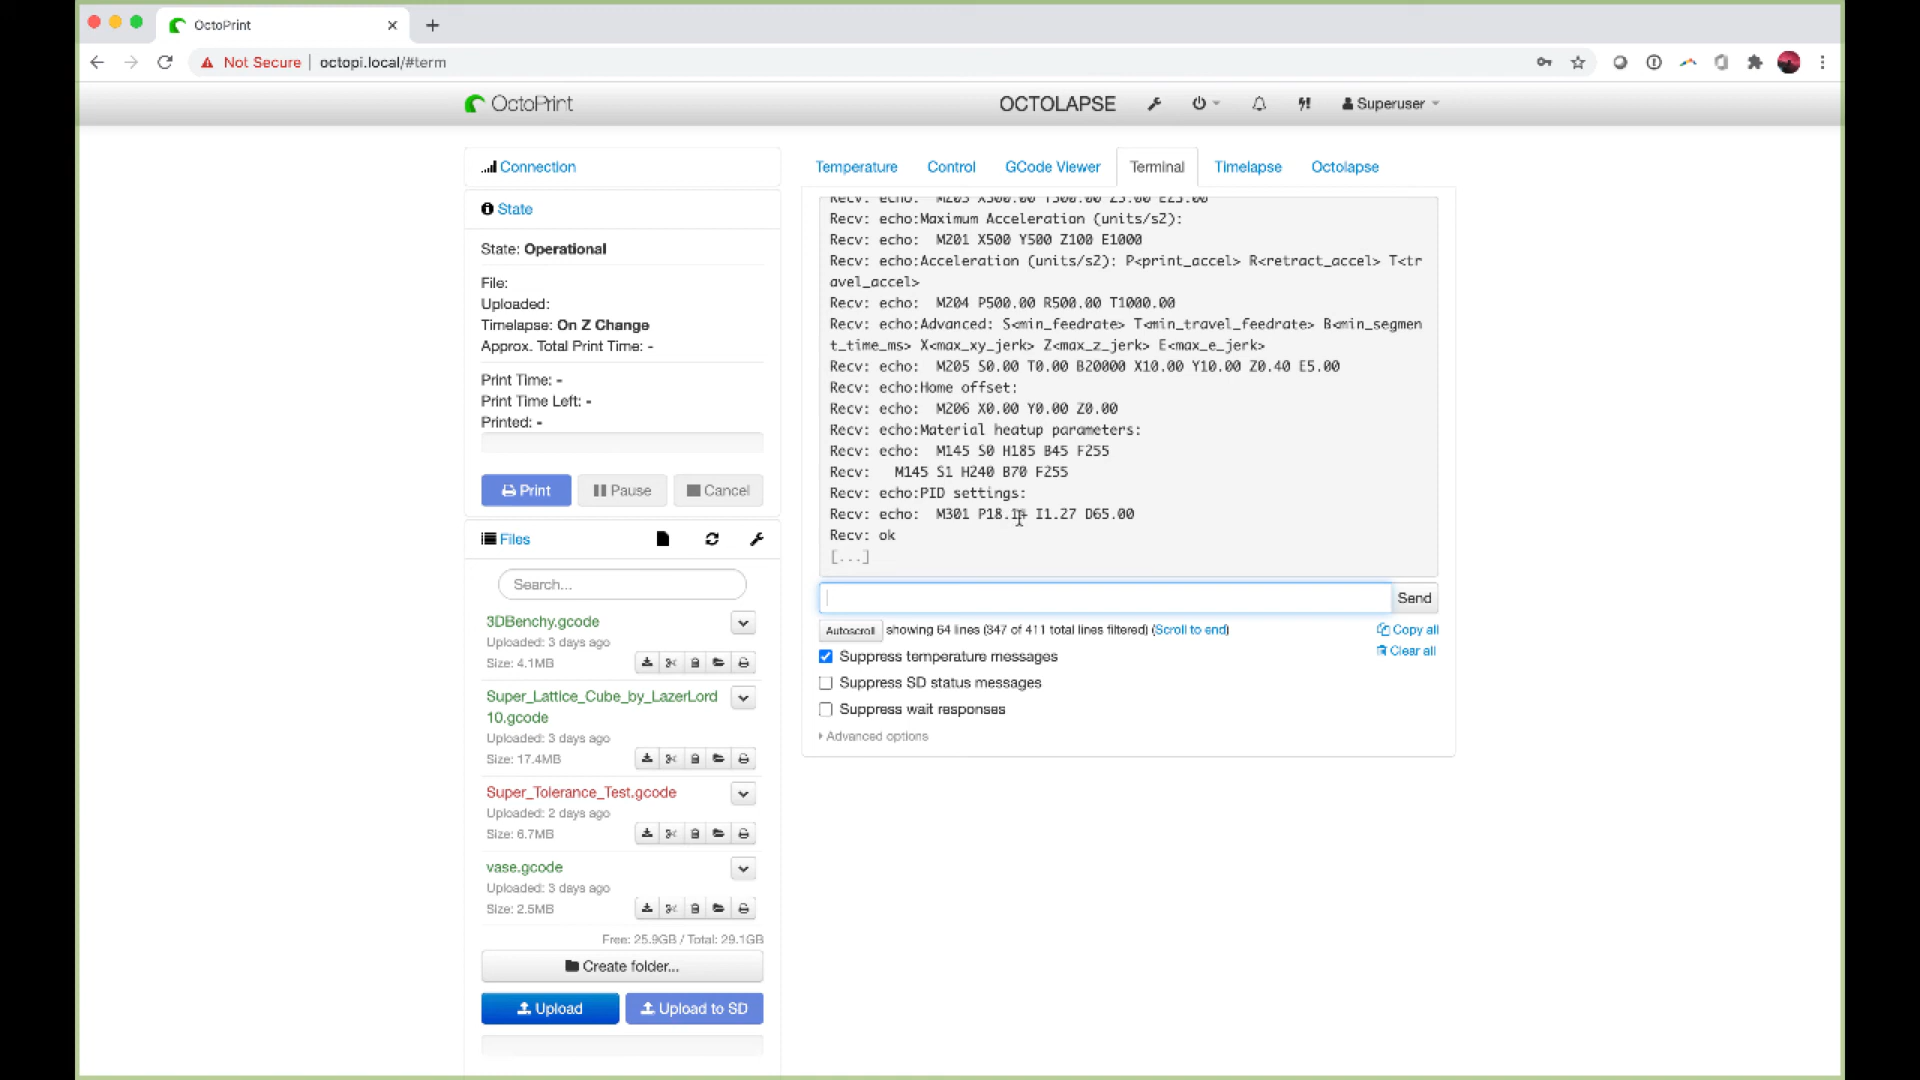 OctoPrint
Not Secure
octopi.local/#term
OctoPrint
OCTOLAPSE
Superuser
Connection
State
State: Operational
File:
Uploaded:
Timelapse: On Z Change
Approx. Total Print Time: -
Print Time: -
Print Time Left: -
Printed: -
Print
Pause
Cancel
Files
Search...
3DBenchy.gcode
Uploaded: 3 days ago
Size: 4.1MB
Super_Lattice_Cube_by_LazerLord
10.gcode
Uploaded: 3 days ago
Size: 17.4MB
Super_Tolerance_Test.gcode
Uploaded: 2 days ago
Size: 6.7MB
vase.gcode
Uploaded: 3 days ago
Size: 2.5MB
Free: 25.9GB / Total: 29.1GB
Create folder...
Upload
Upload to SD
Temperature
Control
GCode Viewer
Terminal
Timelapse
Octolapse
Recv: echo:Maximum Acceleration (units/s2):
Recv: echo:  M201 X500 Y500 Z100 E1000
Recv: echo:Acceleration (units/s2): P<print_accel> R<retract_accel> T<tr
avel_accel>
Recv: echo:  M204 P500.00 R500.00 T1000.00
Recv: echo:Advanced: S<min_feedrate> T<min_travel_feedrate> B<min_segmen
t_time_ms> X<max_xy_jerk> Z<max_z_jerk> E<max_e_jerk>
Recv: echo:  M205 S0.00 T0.00 B20000 X10.00 Y10.00 Z0.40 E5.00
Recv: echo:Home offset:
Recv: echo:  M206 X0.00 Y0.00 Z0.00
Recv: echo:Material heatup parameters:
Recv: echo:  M145 S0 H185 B45 F255
Recv:   M145 S1 H240 B70 F255
Recv: echo:PID settings:
Recv: echo:  M301 I1.27 D65.00
Recv: ok
[...]
Send
Autoscroll
showing 64 lines (347 of 411 total lines filtered) (Scroll to end)
Copy all
Clear all
Suppress temperature messages
Suppress SD status messages
Suppress wait responses
Advanced options